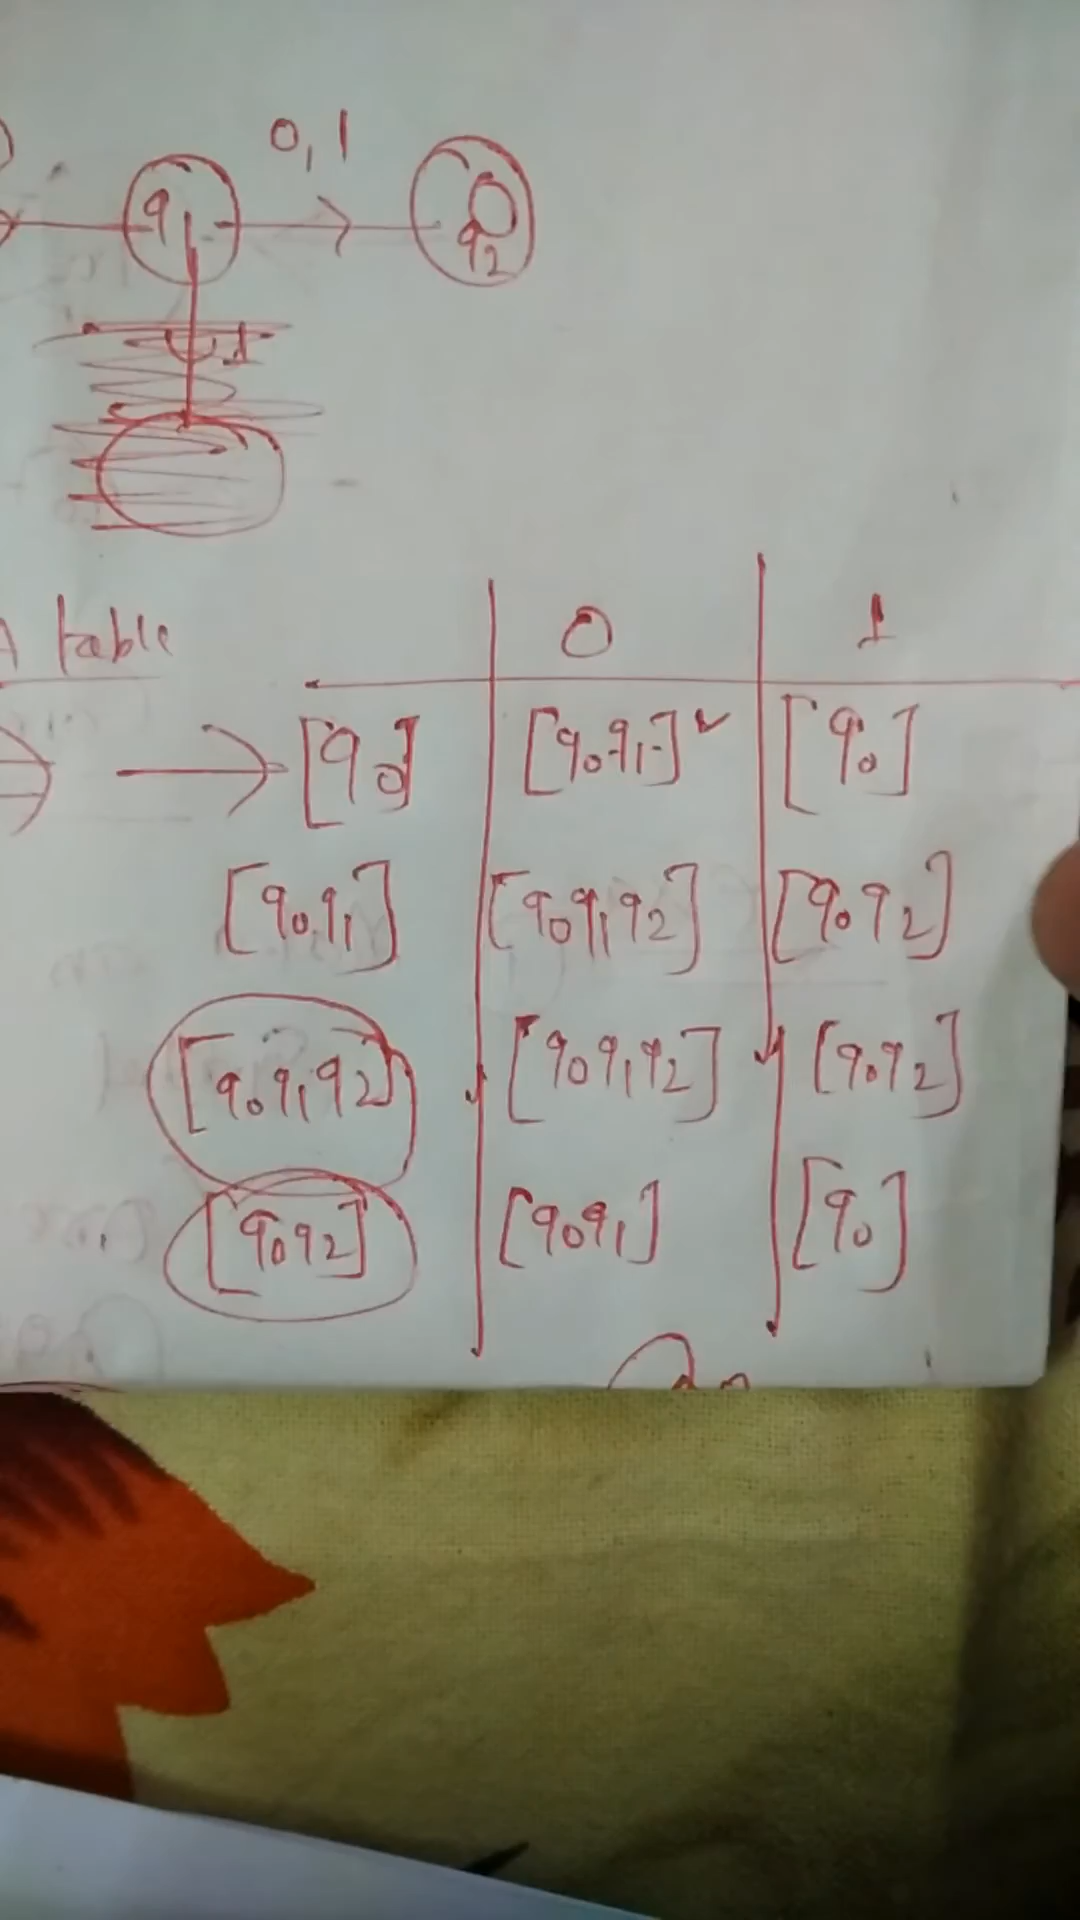 0, 1
q1
q2
1
A table
0 1
[q0] [q0q1] [q0]
[q0q1] [q0q1q2] [q0q2]
[q0q1q2] [q0q1q2] [q0q2]
[q0q2] [q0q1] [q0]